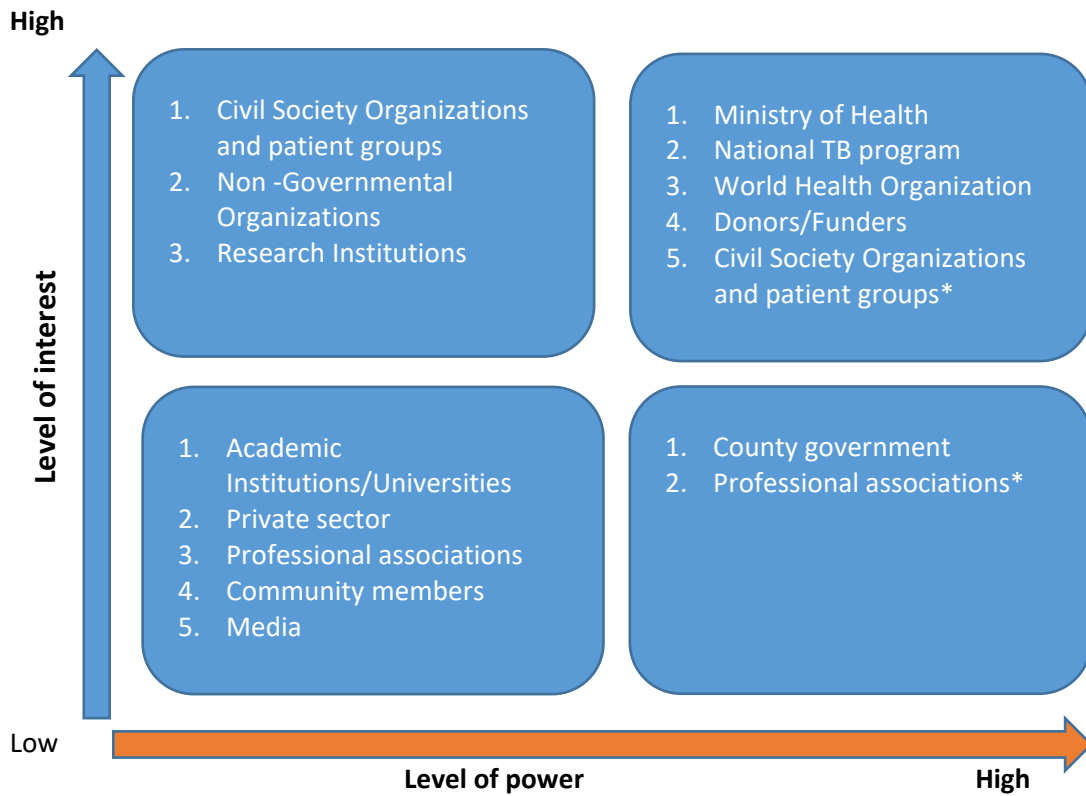 High
1. Civil Society Organizations
and patient groups
2. Non -Governmental
Organizations
3. Research Institutions
1. Ministry of Health
2. National TB program
3. World Health Organization
4. Donors/Funders
5. Civil Society Organizations
and patient groups*
Level of interest
1. Academic
Institutions/Universities
2. Private sector
3. Professional associations
4. Community members
5. Media
1. County government
2. Professional associations*
Low
Level of power
High